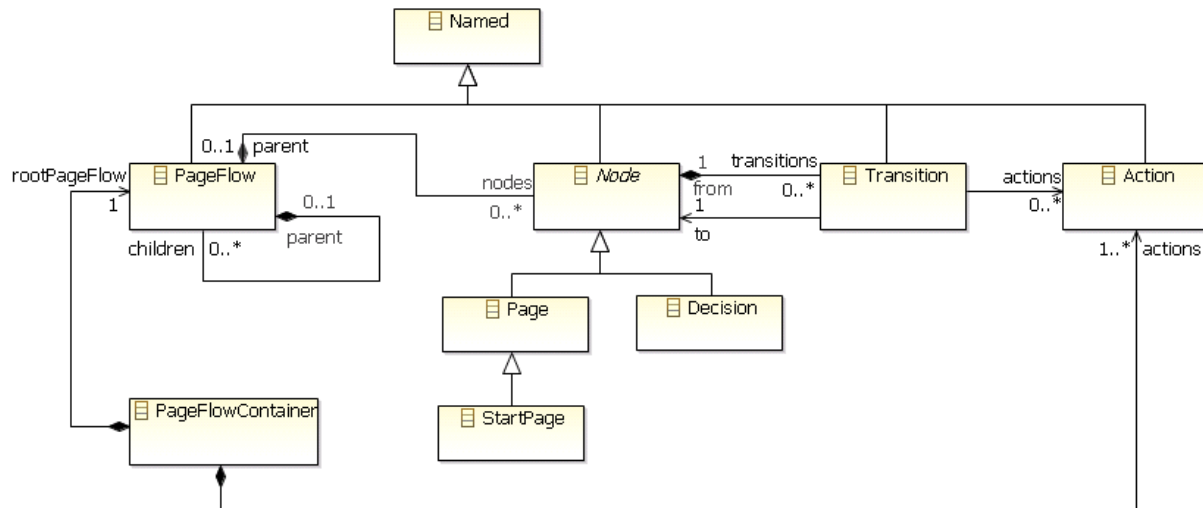 Named
0..1 parent
rootPageFlow
PageFlow
1
0..1
parent
children 0..*
nodes
0..*
Node
1 transitions
from 0..*
1
to
Transition
actions
0..*
Action
1..* actions
Page
Decision
StartPage
PageFlowContainer